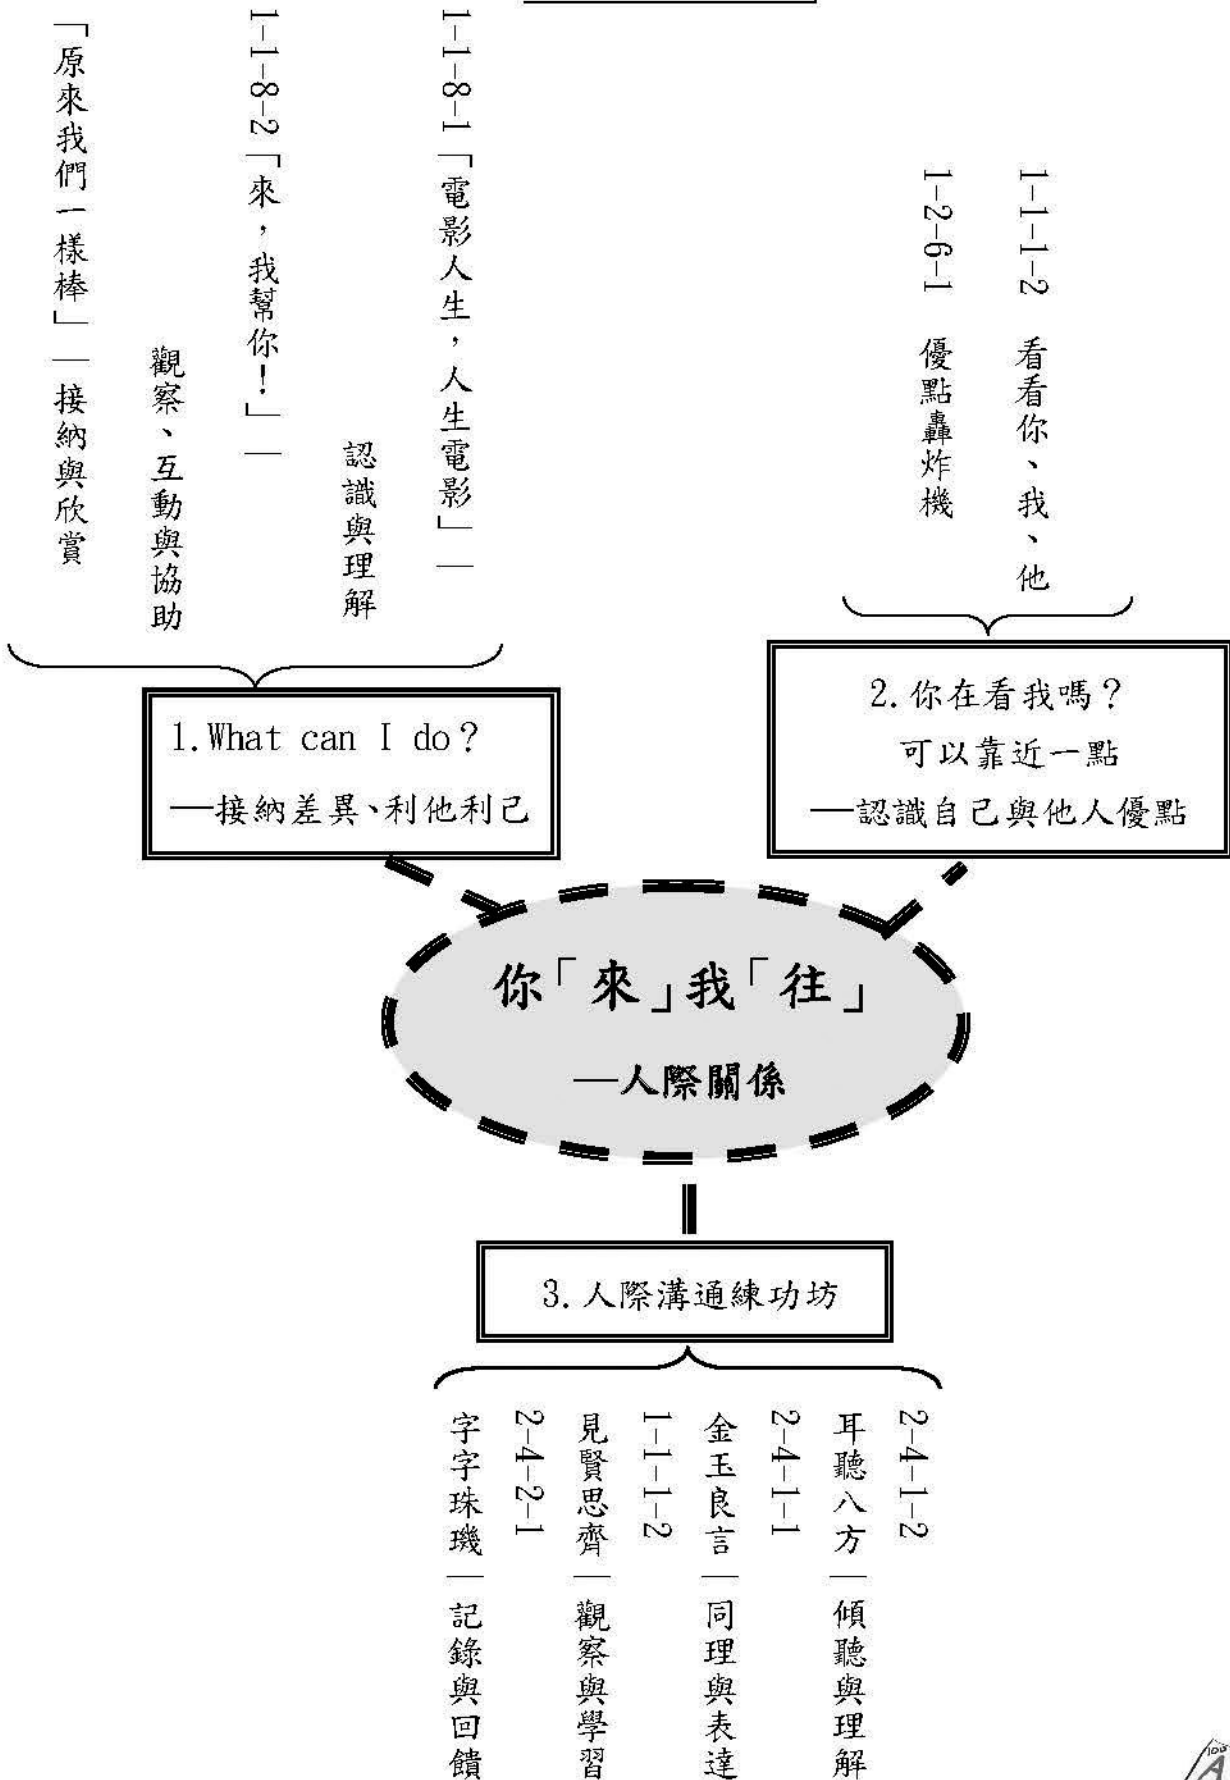 1-1-8-1「電影人生，人生電影」—
認識與理解
1-1-8-2「來，我幫你！」—
觀察、互動與協助
「原來我們一樣棒」—接納與欣賞
1.What can I do？
—接納差異、利他利己
1-1-1-2 看看你、我、他
1-2-6-1 優點轟炸機
2.你在看我嗎？
可以靠近一點
—認識自己與他人優點
你「來」我「往」
—人際關係
3.人際溝通練功坊
2-4-1-2
耳聽八方—傾聽與理解
2-4-1-1
金玉良言—同理與表達
1-1-1-2
見賢思齊—觀察與學習
2-4-2-1
字字珠璣—記錄與回饋